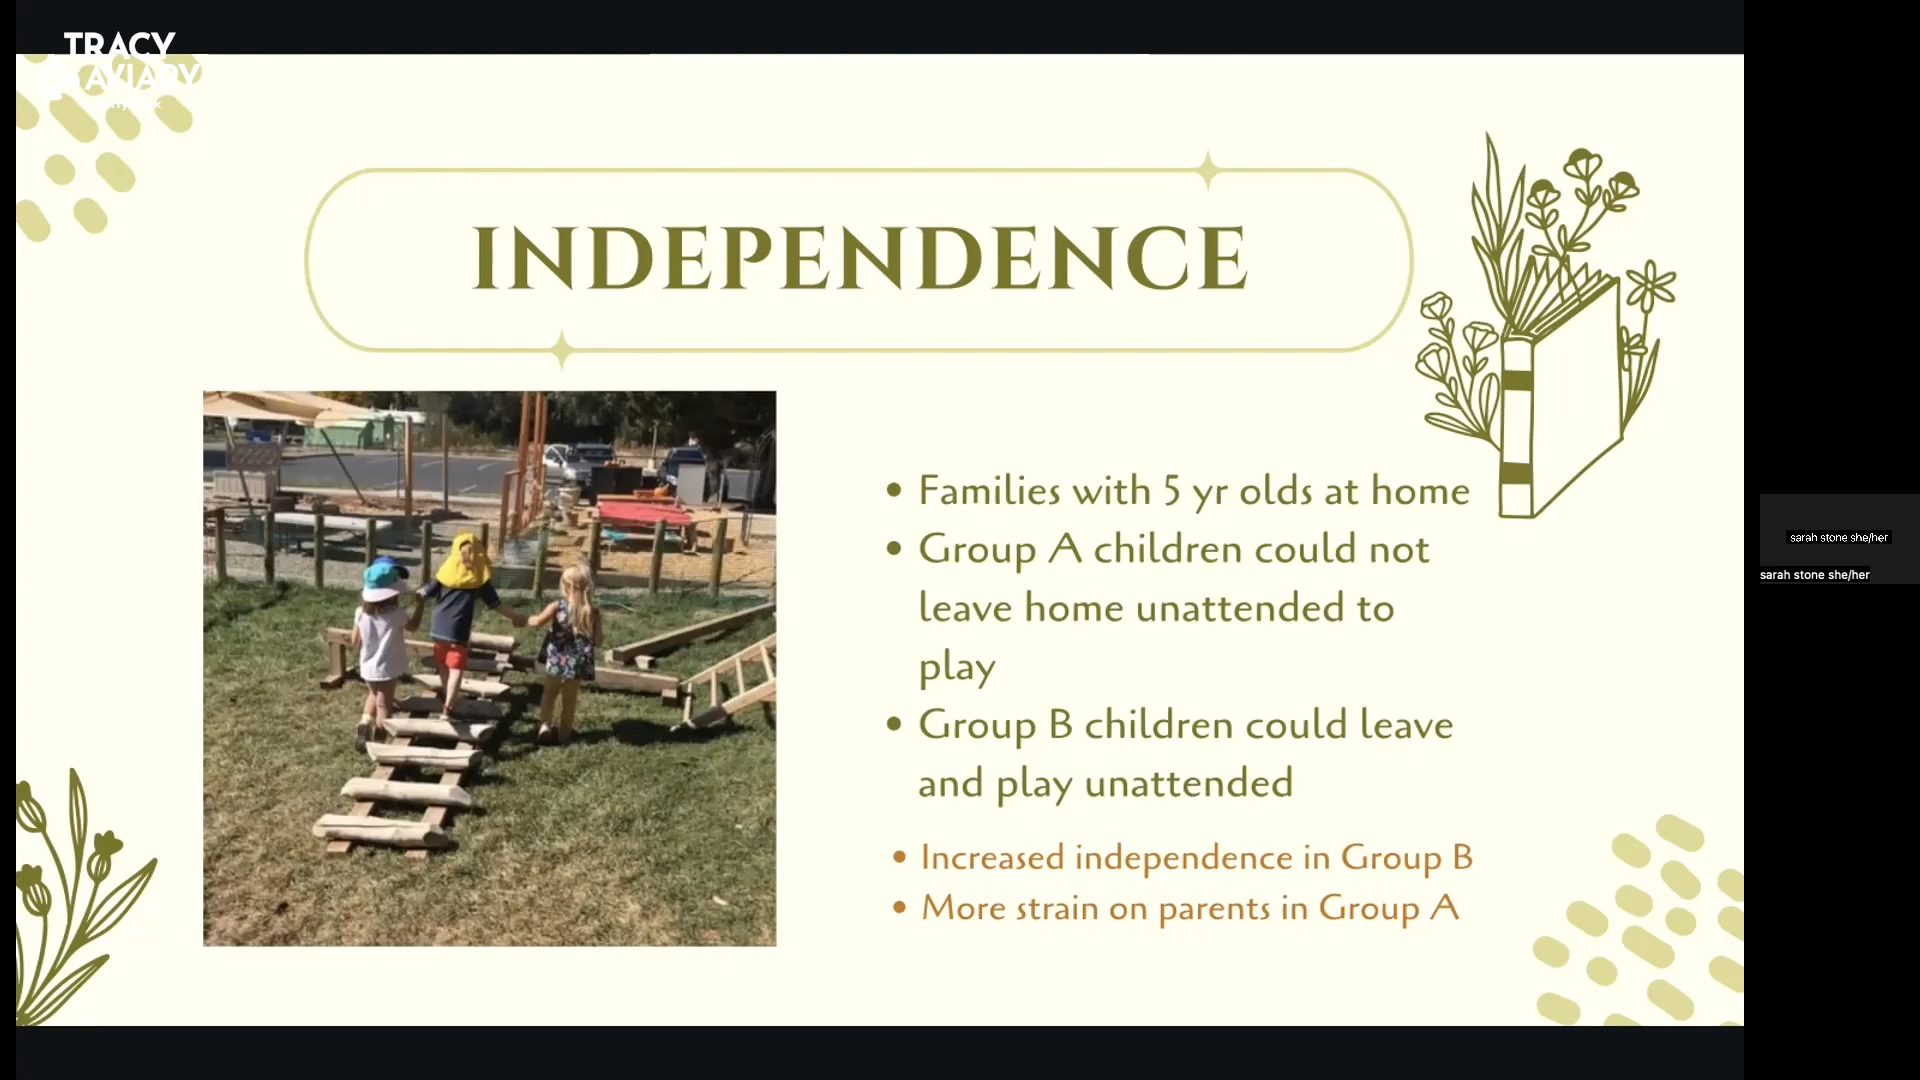 TRACY
AVIARY
INDEPENDENCE
• Families with 5 yr olds at home
• Group A children could not
leave home unattended to
play
• Group B children could leave
and play unattended
• Increased independence in Group B
• More strain on parents in Group A
sarah stone she/her
sarah stone she/her